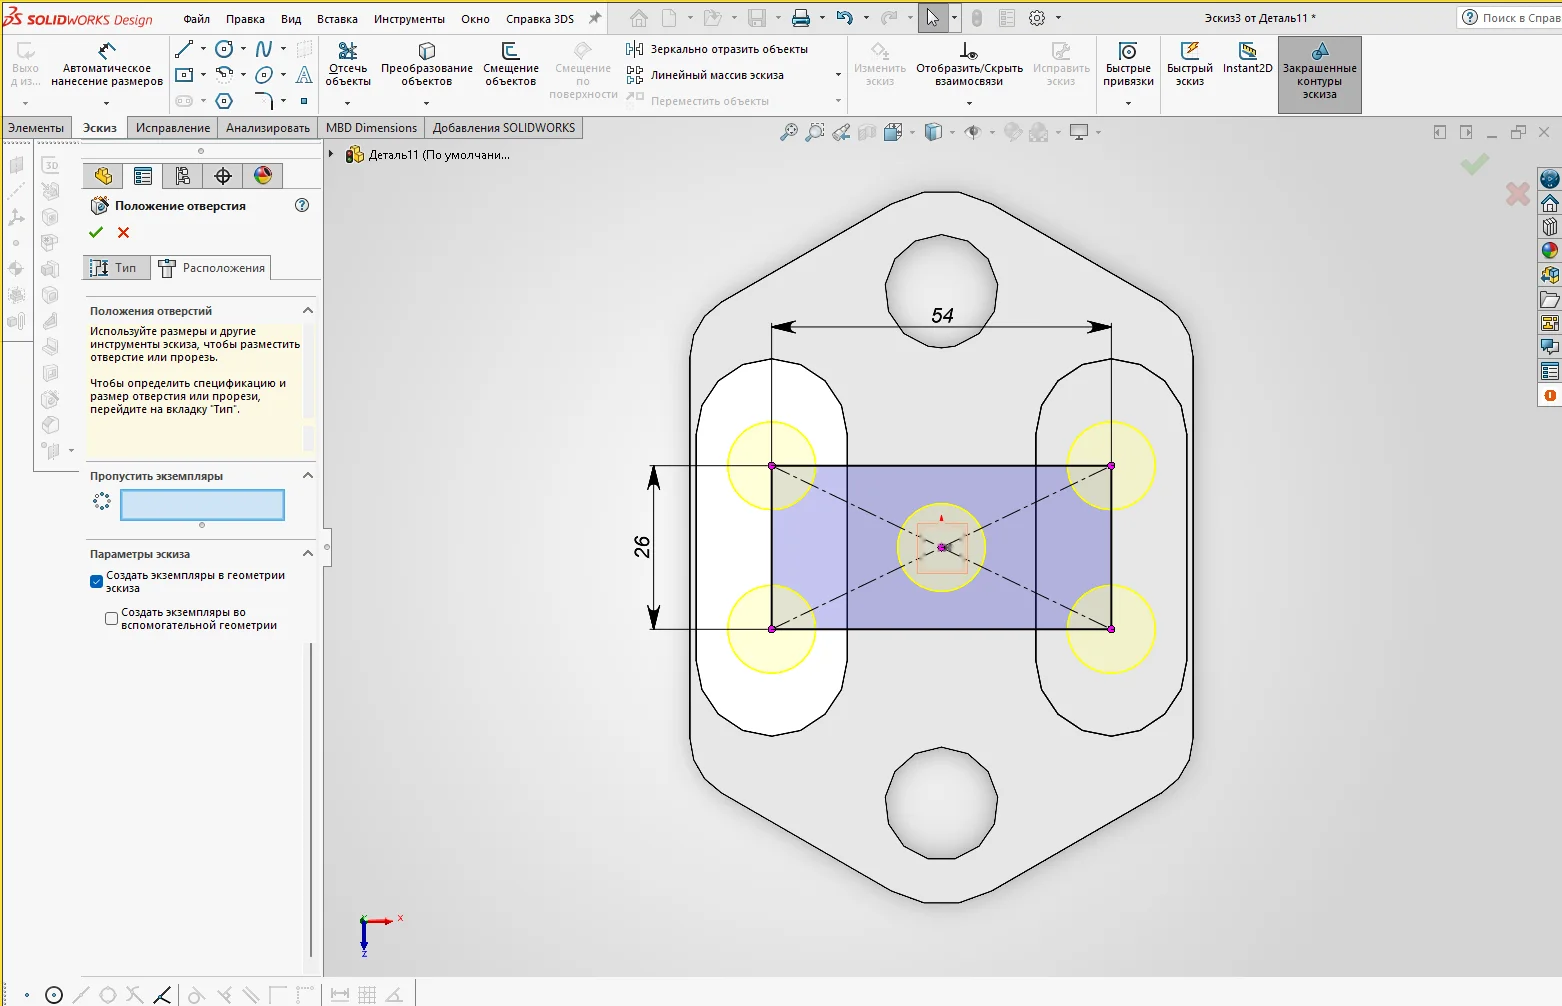 SOLIDWORKS Design
Файл Правка Вид Вставка Инструменты Окно Справка 3DS
Эскиз3 от Деталь11 *
Поиск в Справ
Выхо
д из...
Автоматическое
нанесение размеров
Отсечь
объекты
Преобразование
объектов
Смещение
объектов
Смещение
по
поверхности
Зеркально отразить объекты
Линейный массив эскиза
Переместить объекты
Изменить
эскиз
Отобразить/Скрыть
взаимосвязи
Исправить
эскиз
Быстрые
привязки
Быстрый
эскиз
Instant2D
Закрашенные
контуры
эскиза
Элементы Эскиз Исправление Анализировать MBD Dimensions Добавления SOLIDWORKS
Деталь11 (По умолчани...
3D
Положение отверстия
Тип Расположения
Положения отверстий
Используйте размеры и другие
инструменты эскиза, чтобы разместить
отверстие или прорезь.
Чтобы определить спецификацию и
размер отверстия или прорези,
перейдите на вкладку "Тип".
Пропустить экземпляры
Параметры эскиза
Создать экземпляры в геометрии
эскиза
Создать экземпляры во
вспомогательной геометрии
54
26
X
Z